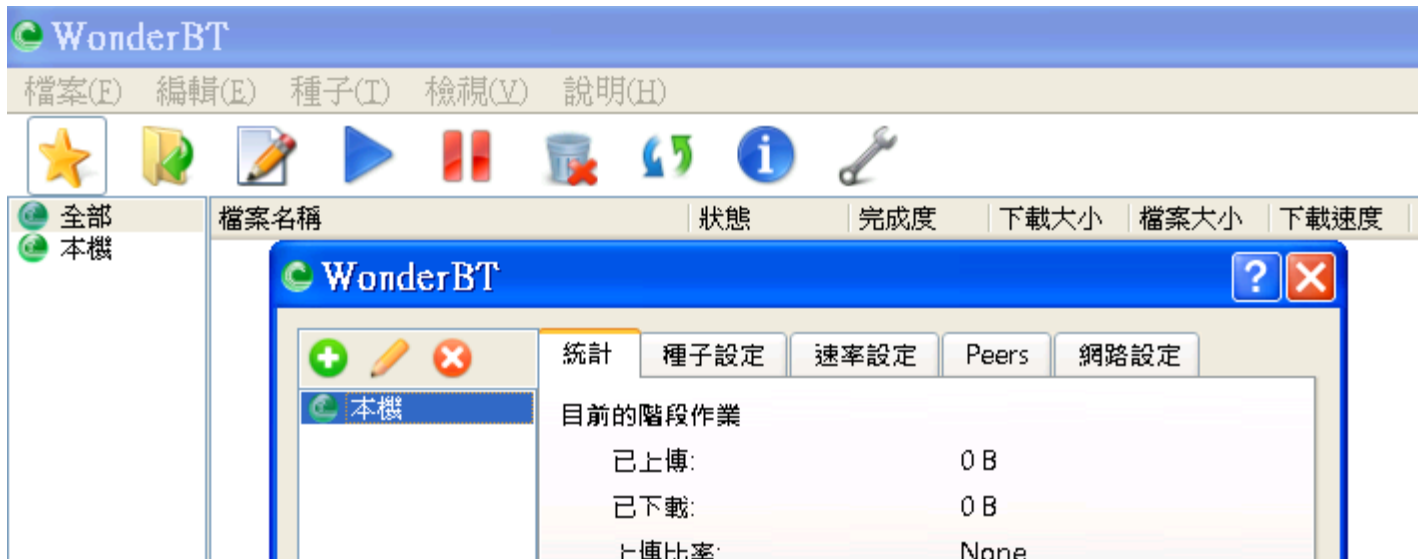 WonderBT
檔案(F) 編輯(E) 種子(T) 檢視(V) 說明(H)
全部
本機
檔案名稱 狀態 完成度 下載大小 檔案大小 下載速度
WonderBT
本機
統計 種子設定 速率設定 Peers 網路設定
目前的階段作業
已上傳: 0 B
已下載: 0 B
上傳比率: None